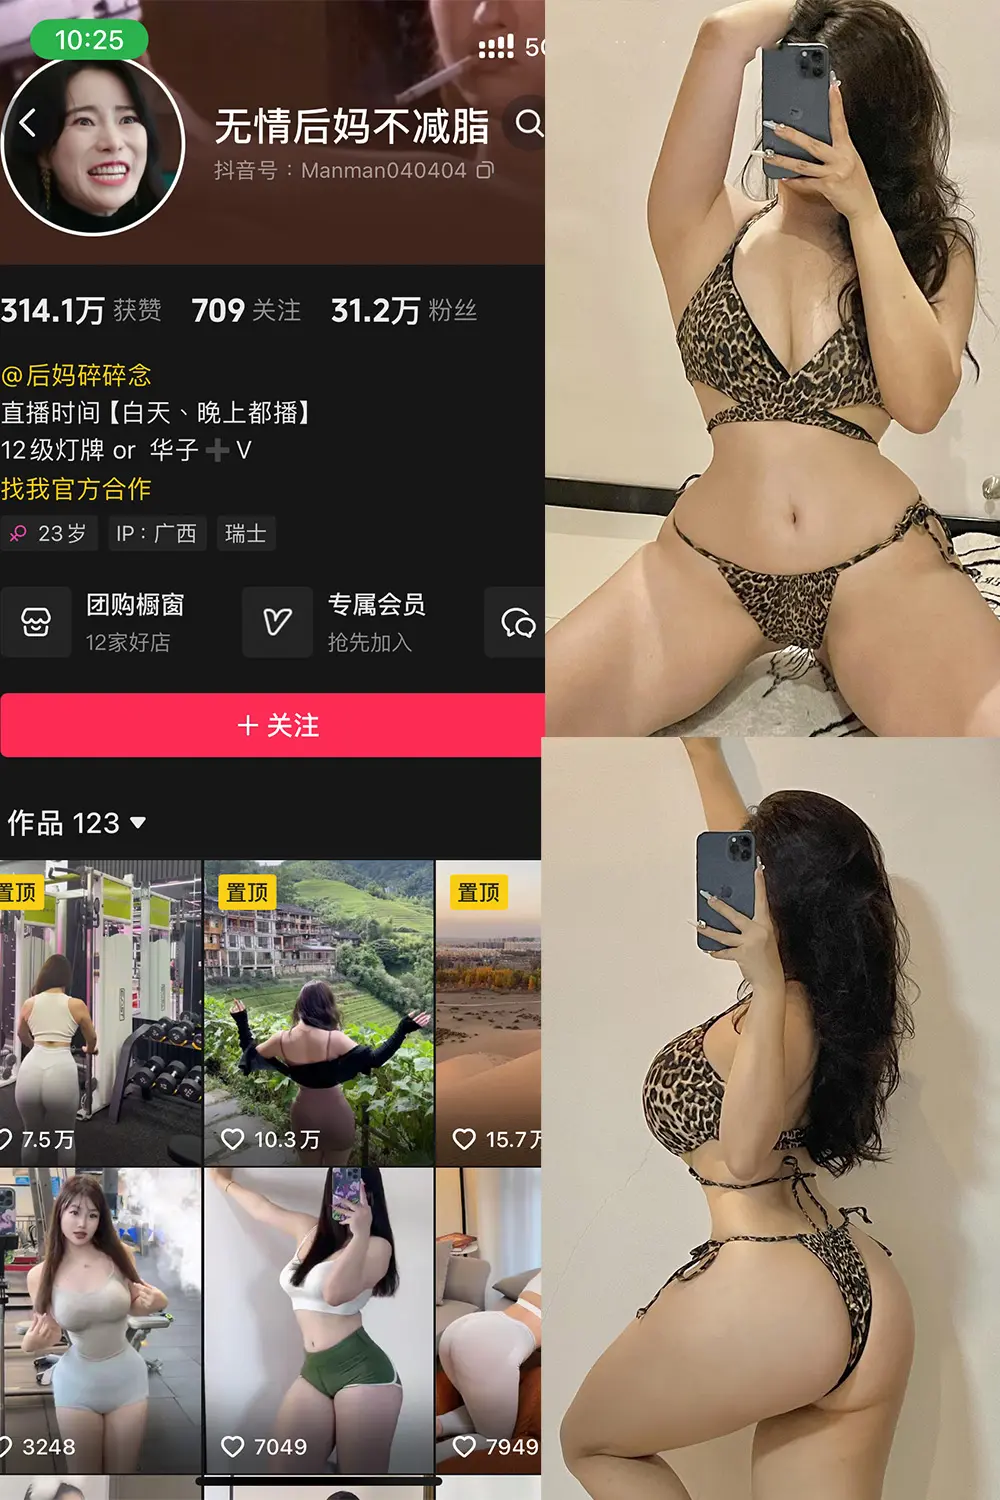 10:25
5G
无情后妈不减脂
抖音号：Manman040404
314.1万 获赞 709 关注 31.2万 粉丝
@后妈碎碎念
直播时间【白天、晚上都播】
12级灯牌 or 华子➕V
找我官方合作
23岁 IP：广西 瑞士
团购橱窗
12家好店
专属会员
抢先加入
+ 关注
作品 123
置顶 置顶 置顶
7.5万 10.3万 15.7万
3248 7049 7949